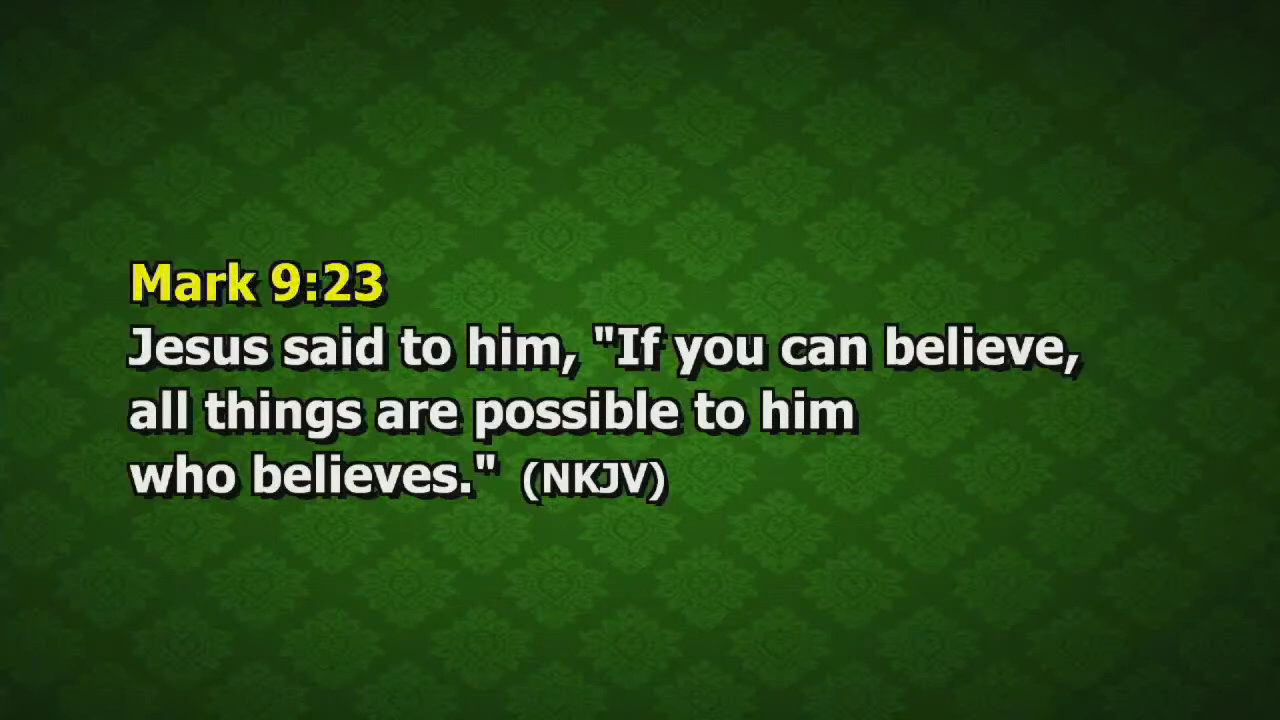 Mark 9:23
Jesus said to him, "If you can believe,
all things are possible to him
who believes." (NKJV)